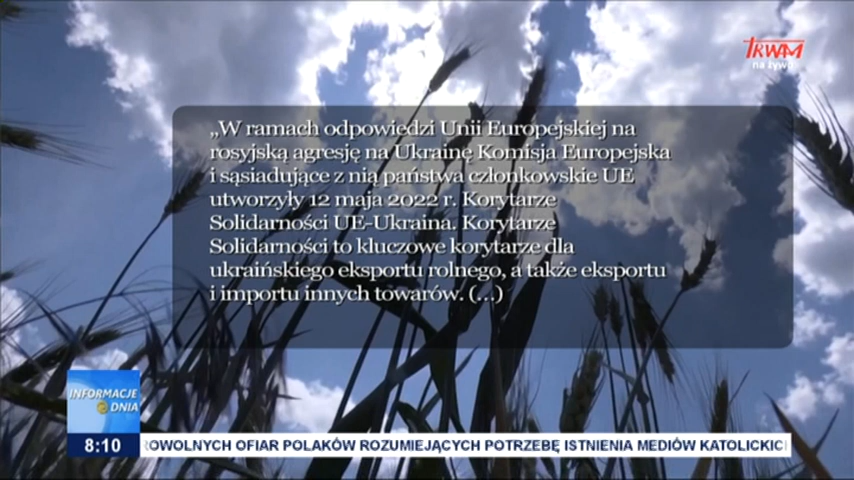 TRWAM
na żywo
„W ramach odpowiedzi Unii Europejskiej na
rosyjską agresję na Ukrainę Komisja Europejska
i sąsiadujące z nią państwa członkowskie UE
utworzyły 12 maja 2022 r. Korytarze
Solidarności UE-Ukraina. Korytarze
Solidarności to kluczowe korytarze dla
ukraińskiego eksportu rolnego, a także eksportu
i importu innych towarów. (…)
INFORMACJE
DNIA
8:10
ROWOLNYCH OFIAR POLAKÓW ROZUMIEJĄCYCH POTRZEBĘ ISTNIENIA MEDIÓW KATOLICKICI